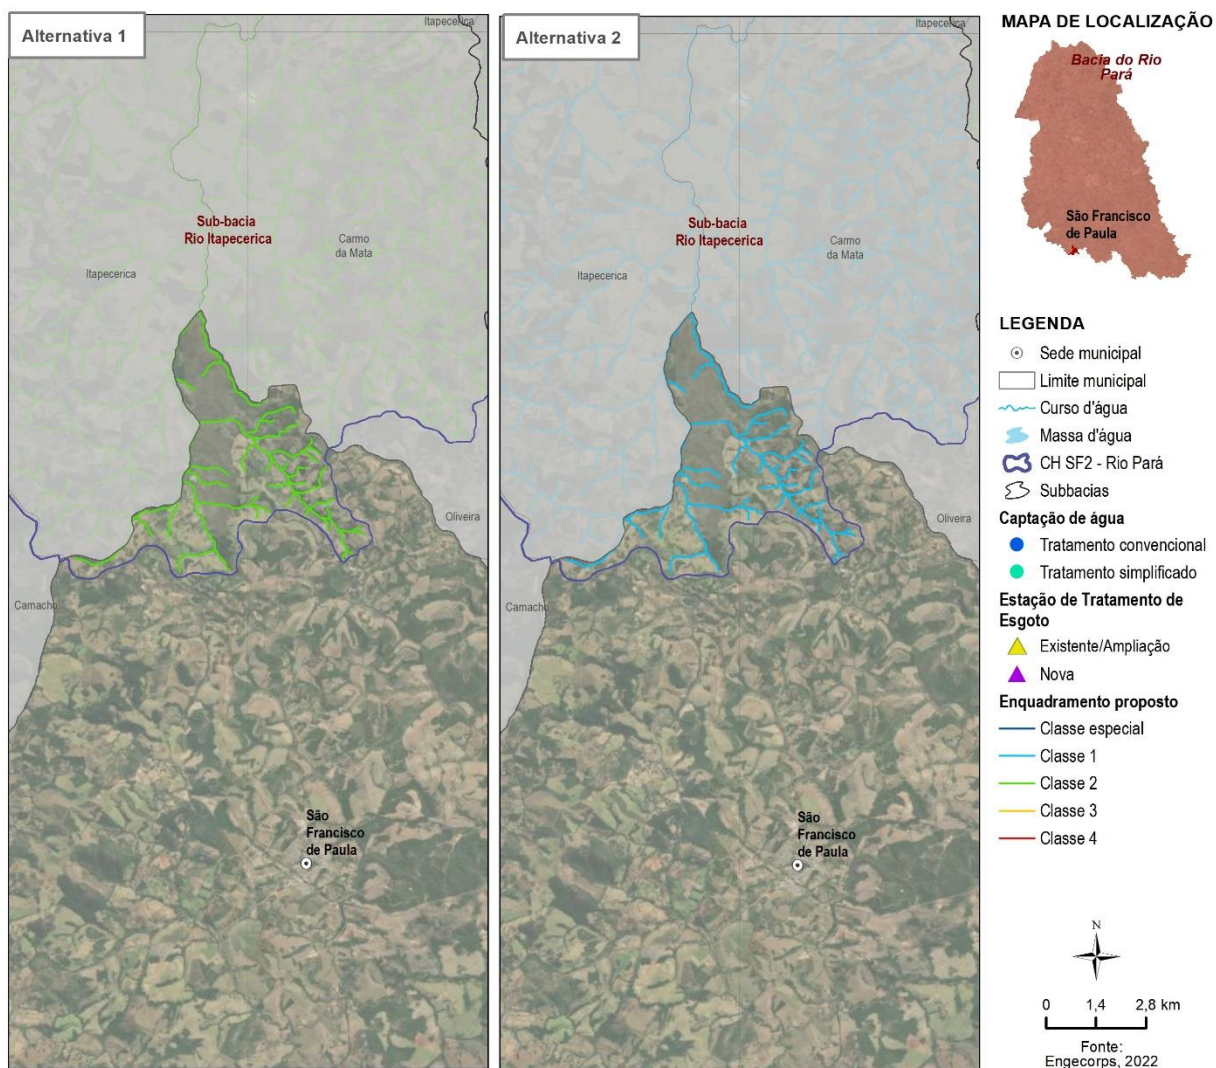 Alternativa 1
Itapecerica
Sub-bacia
Rio Itapecerica
Carmo
da Mata
Itapecerica
Oliveira
Camacho
São
Francisco
de Paula
Alternativa 2
Itapecerica
Sub-bacia
Rio Itapecerica
Carmo
da Mata
Itapecerica
Oliveira
Camacho
São
Francisco
de Paula
MAPA DE LOCALIZAÇÃO
Bacia do Rio
Pará
São Francisco
de Paula
LEGENDA
Sede municipal
Limite municipal
Curso d'água
Massa d'água
CH SF2 - Rio Pará
Subbacias
Captação de água
Tratamento convencional
Tratamento simplificado
Estação de Tratamento de
Esgoto
Existente/Ampliação
Nova
Enquadramento proposto
Classe especial
Classe 1
Classe 2
Classe 3
Classe 4
N
0 1,4 2,8 km
Fonte:
Engecorps, 2022